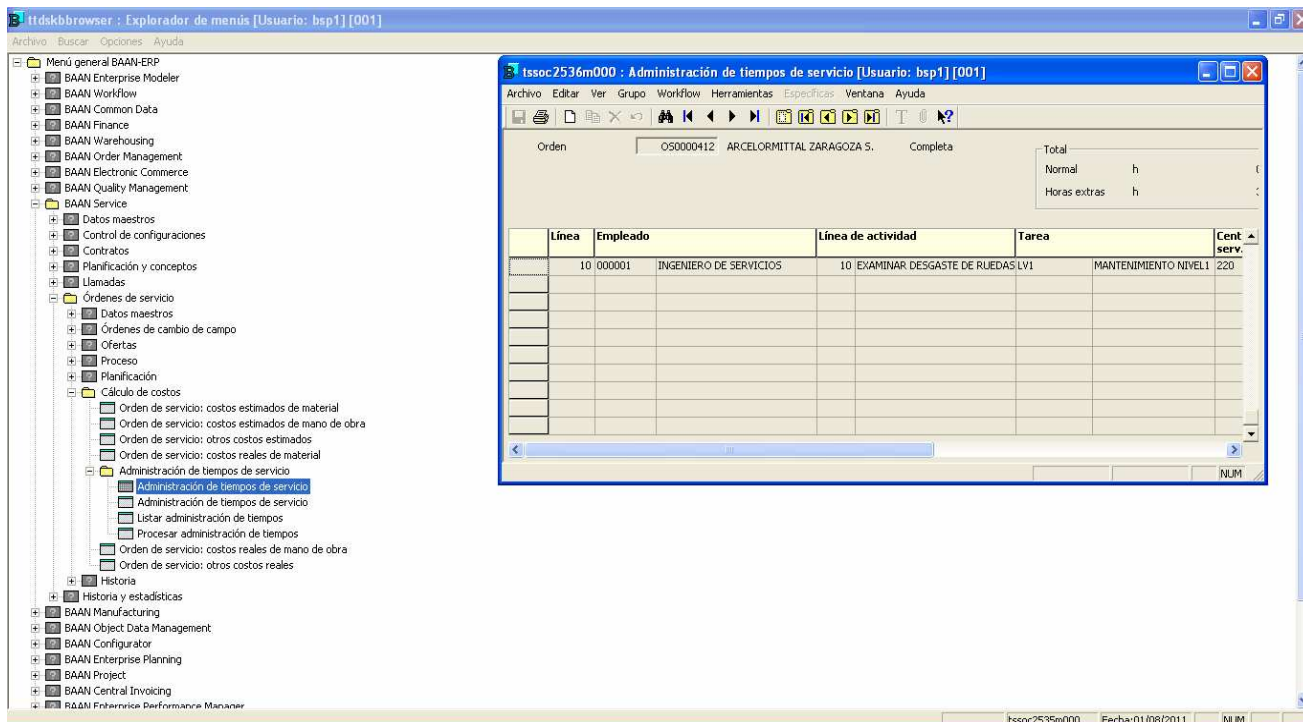 ttdskbbrowser : Explorador de menús [Usuario: bsp1] [001]
Archivo Buscar Opciones Ayuda
Menú general BAAN-ERP
BAAN Enterprise Modeler
BAAN Workflow
BAAN Common Data
BAAN Finance
BAAN Warehousing
BAAN Order Management
BAAN Electronic Commerce
BAAN Quality Management
BAAN Service
Datos maestros
Control de configuraciones
Contratos
Planificación y conceptos
Llamadas
Órdenes de servicio
Datos maestros
Órdenes de cambio de campo
Ofertas
Proceso
Planificación
Cálculo de costos
Orden de servicio: costos estimados de material
Orden de servicio: costos estimados de mano de obra
Orden de servicio: otros costos estimados
Orden de servicio: costos reales de material
Administración de tiempos de servicio
Administración de tiempos de servicio
Administración de tiempos de servicio
Listar administración de tiempos
Procesar administración de tiempos
Orden de servicio: costos reales de mano de obra
Orden de servicio: otros costos reales
Historia
Historia y estadísticas
BAAN Manufacturing
BAAN Object Data Management
BAAN Configurator
BAAN Enterprise Planning
BAAN Project
BAAN Central Invoicing
BAAN Enterprise Performance Manager
tssoc2536m000 : Administración de tiempos de servicio [Usuario: bsp1] [001]
Archivo Editar Ver Grupo Workflow Herramientas Específicas Ventana Ayuda
Orden OS0000412 ARCELORMITTAL ZARAGOZA S. Completa
Total
Normal h
Horas extras h
Línea Empleado Línea de actividad Tarea Cent serv.
10 000001 INGENIERO DE SERVICIOS 10 EXAMINAR DESGASTE DE RUEDAS LV1 MANTENIMIENTO NIVEL1 220
NUM
tssoc2535m000 Fecha:01/08/2011 NUM